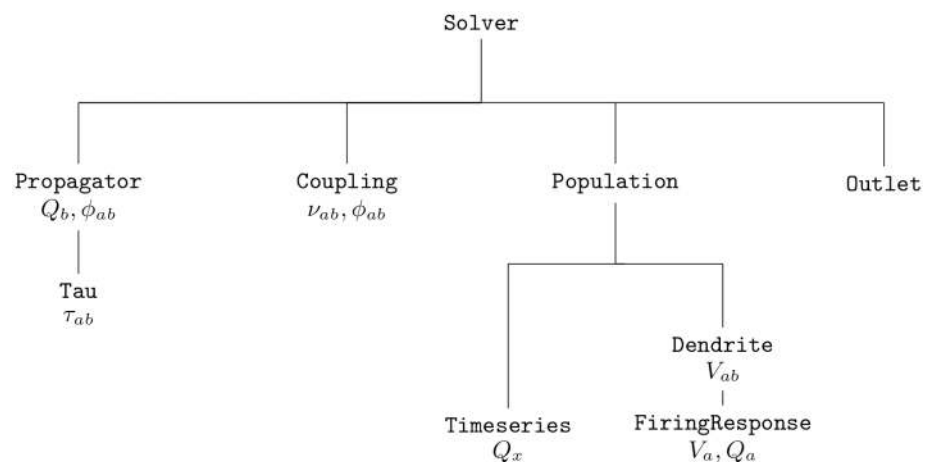 Solver
Propagator
Q_b, ϕ_ab
Coupling
ν_ab, ϕ_ab
Population
Outlet
Tau
τ_ab
Dendrite
V_ab
Timeseries
Q_x
FiringResponse
V_a, Q_a